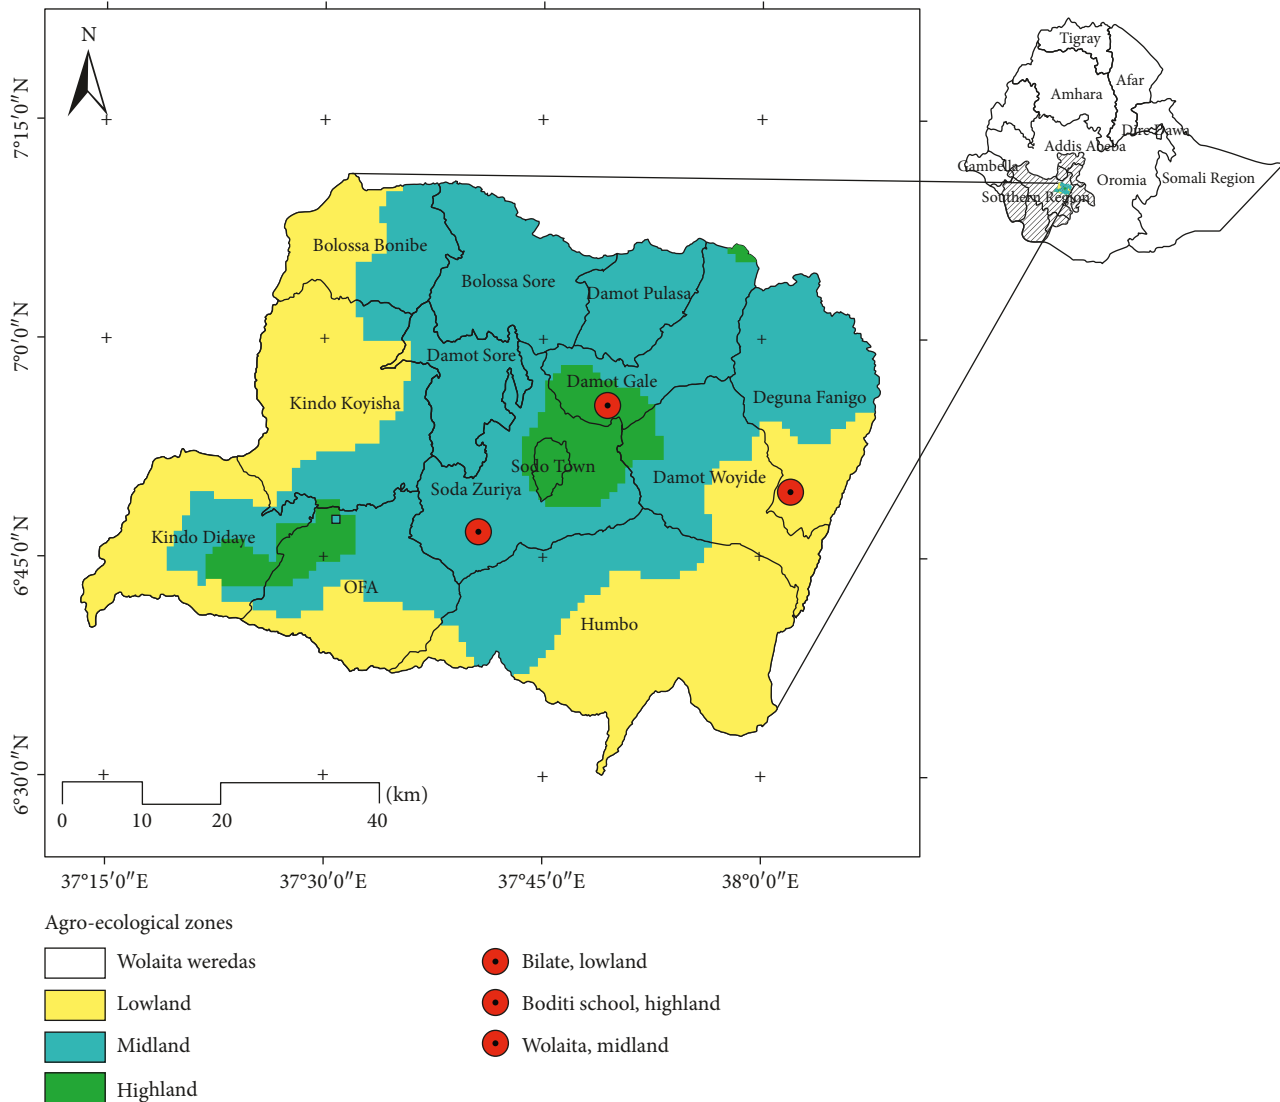 N
7°15'0"N
7°0'0"N
6°45'0"N
6°30'0"N
Bolossa Bonibe
Bolossa Sore
Damot Pulasa
Damot Sore
Damot Gale
Kindo Koyisha
Deguna Fanigo
Sodo Town
Damot Woyide
Soda Zuriya
Kindo Didaye
OFA
Humbo
(km)
0 10 20 40
37°15'0"E 37°30'0"E 37°45'0"E 38°0'0"E
Tigray
Afar
Amhara
Dire Dawa
Addis Abeba
Gambella
Oromia
Somali Region
Southern Region
Agro-ecological zones
Wolaita weredas
Lowland
Midland
Highland
Bilate, lowland
Boditi school, highland
Wolaita, midland